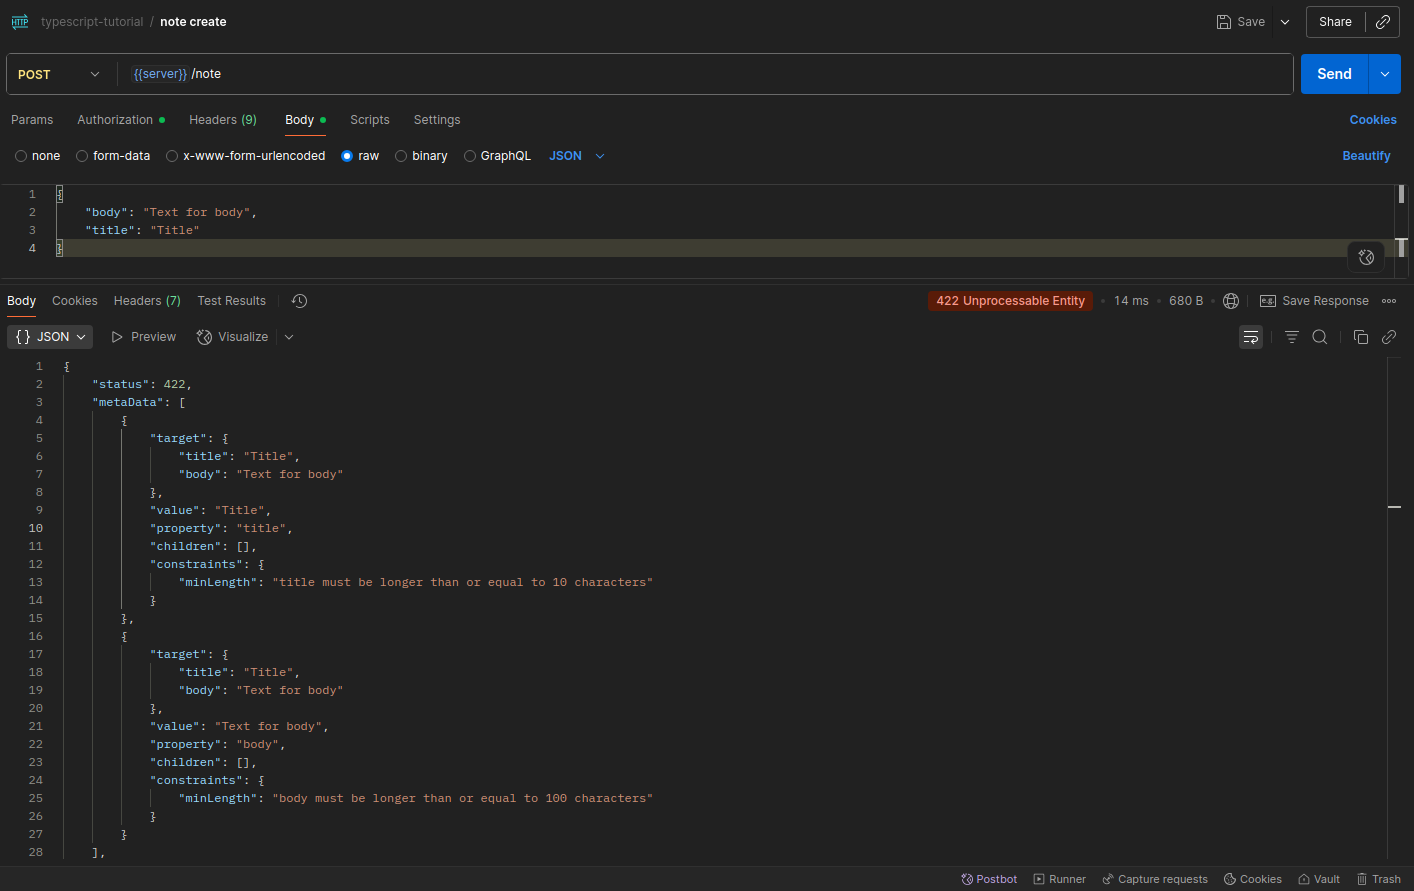 HTTP typescript-tutorial / note create Save Share
POST {{server}}/note Send
Params Authorization Headers (9) Body Scripts Settings Cookies
none form-data x-www-form-urlencoded raw binary GraphQL JSON Beautify
1 {
2 "body": "Text for body",
3 "title": "Title"
4 }
Body Cookies Headers (7) Test Results 422 Unprocessable Entity • 14 ms • 680 B • e.g. Save Response
{} JSON Preview Visualize
1 {
2 "status": 422,
3 "metaData": [
4 {
5 "target": {
6 "title": "Title",
7 "body": "Text for body"
8 },
9 "value": "Title",
10 "property": "title",
11 "children": [],
12 "constraints": {
13 "minLength": "title must be longer than or equal to 10 characters"
14 }
15 },
16 {
17 "target": {
18 "title": "Title",
19 "body": "Text for body"
20 },
21 "value": "Text for body",
22 "property": "body",
23 "children": [],
24 "constraints": {
25 "minLength": "body must be longer than or equal to 100 characters"
26 }
27 }
28 ],
Postbot Runner Capture requests Cookies Vault Trash